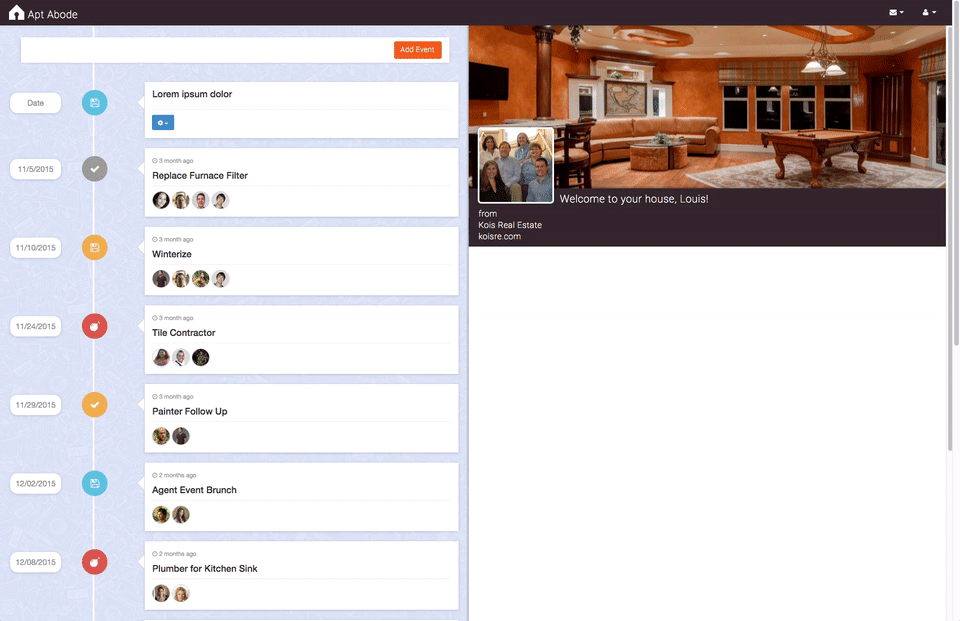 Apt Abode
Add Event
Date
Lorem ipsum dolor
11/5/2015
3 month ago
Replace Furnace Filter
11/10/2015
3 month ago
Winterize
11/24/2015
3 month ago
Tile Contractor
11/29/2015
3 month ago
Painter Follow Up
12/02/2015
2 months ago
Agent Event Brunch
12/08/2015
2 months ago
Plumber for Kitchen Sink
Welcome to your house, Louis!
from
Kois Real Estate
koisre.com